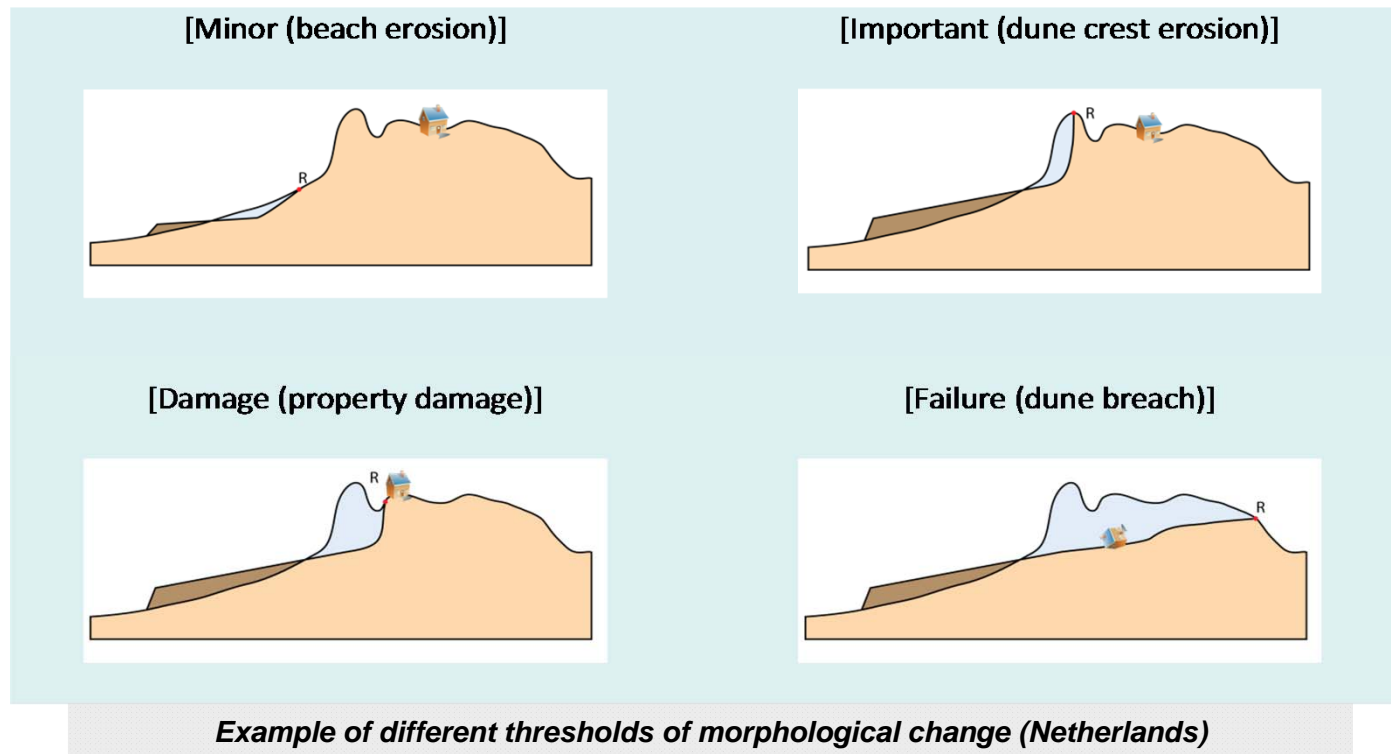 [Minor (beach erosion)]
R
[Important (dune crest erosion)]
R
[Damage (property damage)]
R
[Failure (dune breach)]
R
Example of different thresholds of morphological change (Netherlands)